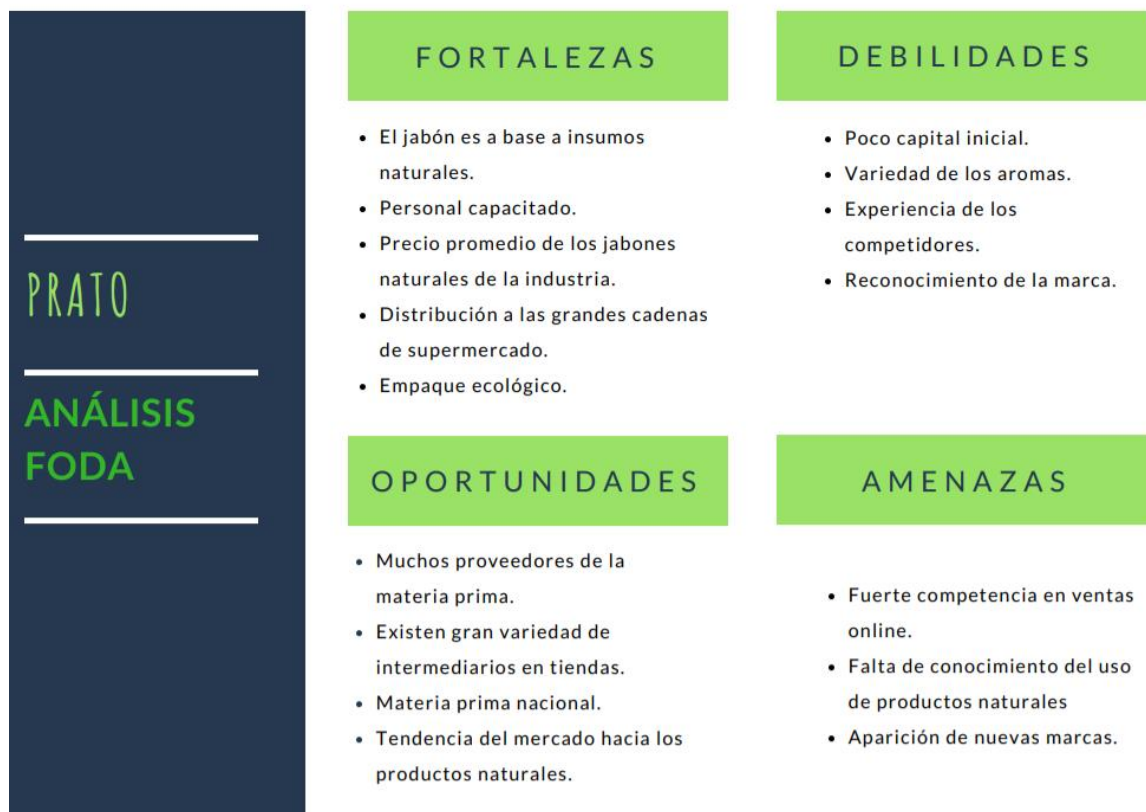 PRATO
ANÁLISIS
FODA
FORTALEZAS
• El jabón es a base a insumos
naturales.
• Personal capacitado.
• Precio promedio de los jabones
naturales de la industria.
• Distribución a las grandes cadenas
de supermercado.
• Empaque ecológico.
DEBILIDADES
• Poco capital inicial.
• Variedad de los aromas.
• Experiencia de los
competidores.
• Reconocimiento de la marca.
OPORTUNIDADES
• Muchos proveedores de la
materia prima.
• Existen gran variedad de
intermediarios en tiendas.
• Materia prima nacional.
• Tendencia del mercado hacia los
productos naturales.
AMENAZAS
• Fuerte competencia en ventas
online.
• Falta de conocimiento del uso
de productos naturales
• Aparición de nuevas marcas.